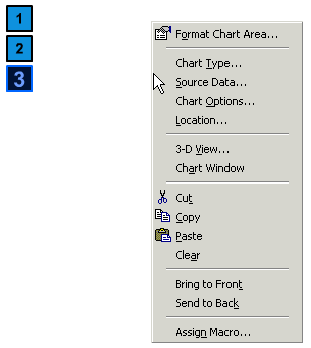 1
2
3
Format Chart Area...
Chart Type...
Source Data...
Chart Options...
Location...
3-D View...
Chart Window
Cut
Copy
Paste
Clear
Bring to Front
Send to Back
Assign Macro...